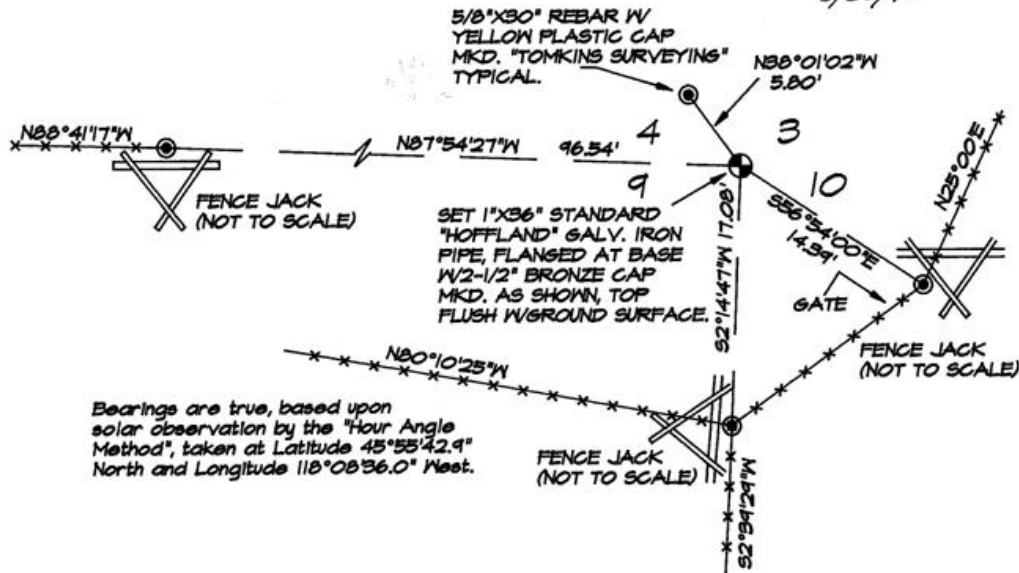 5/8"X30" REBAR W/
YELLOW PLASTIC CAP
MKD. "TOMKINS SURVEYING"
TYPICAL.
N38°01'02"W
5.80'
N88°41'17"W
N87°54'27"W 96.54'
4
3
9
10
FENCE JACK
(NOT TO SCALE)
N25°00'E
SET 1"X36" STANDARD
"HOFFLAND" GALV. IRON
PIPE, FLANGED AT BASE
W/2-1/2" BRONZE CAP
MKD. AS SHOWN, TOP
FLUSH W/GROUND SURFACE.
S2°14'47"W 17.08'
S56°54'00"E
14.39'
GATE
FENCE JACK
(NOT TO SCALE)
N80°10'25"W
Bearings are true, based upon
solar observation by the "Hour Angle
Method", taken at Latitude 45°55'42.9"
North and Longitude 118°08'36.0" West.
FENCE JACK
(NOT TO SCALE)
S2°39'29"W